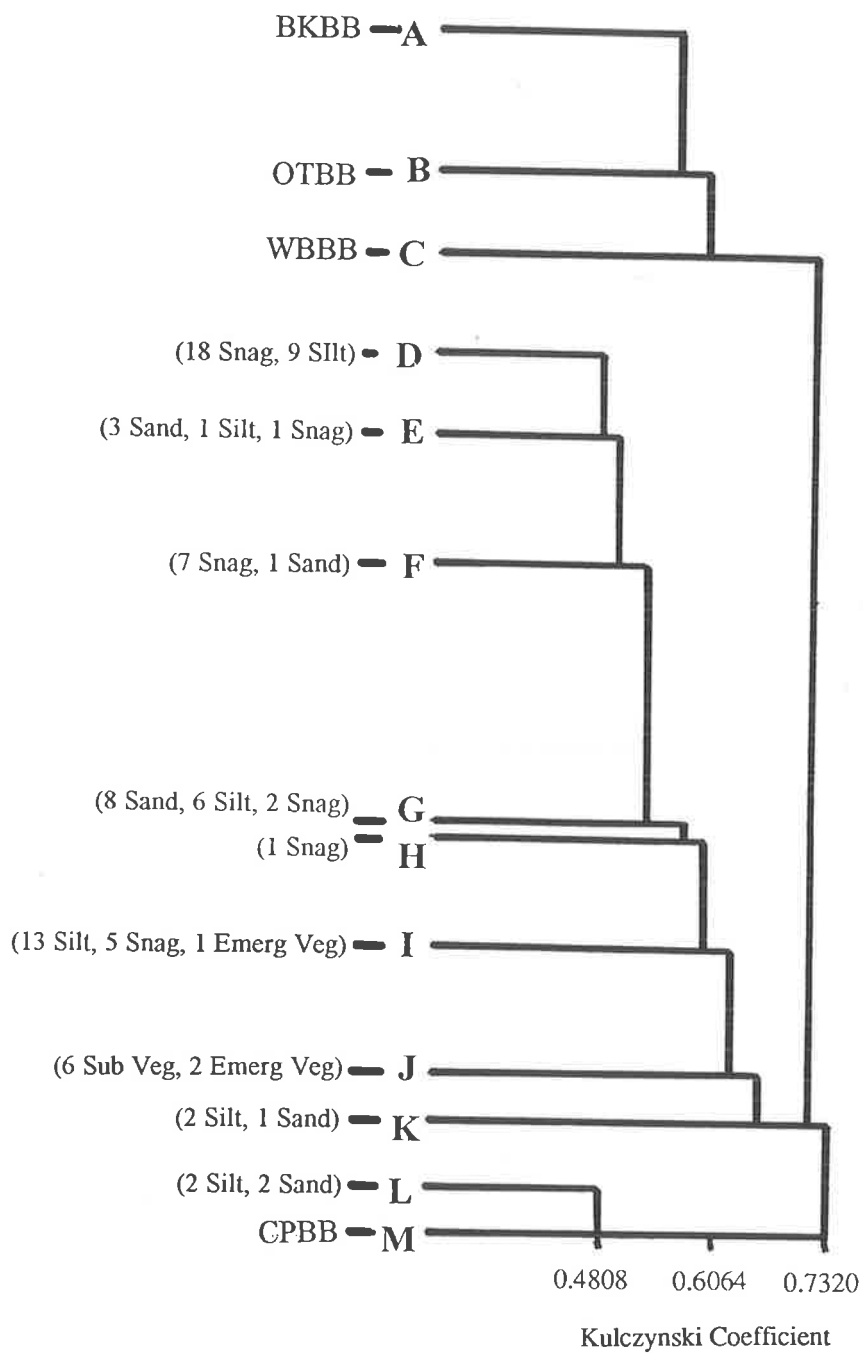 BKBB A
OTBB B
WBBB C
(18 Snag, 9 SIlt) D
(3 Sand, 1 Silt, 1 Snag) E
(7 Snag, 1 Sand) F
(8 Sand, 6 Silt, 2 Snag) G
(1 Snag) H
(13 Silt, 5 Snag, 1 Emerg Veg) I
(6 Sub Veg, 2 Emerg Veg) J
(2 Silt, 1 Sand) K
(2 Silt, 2 Sand) L
CPBB M
0.4808 0.6064 0.7320
Kulczynski Coefficient